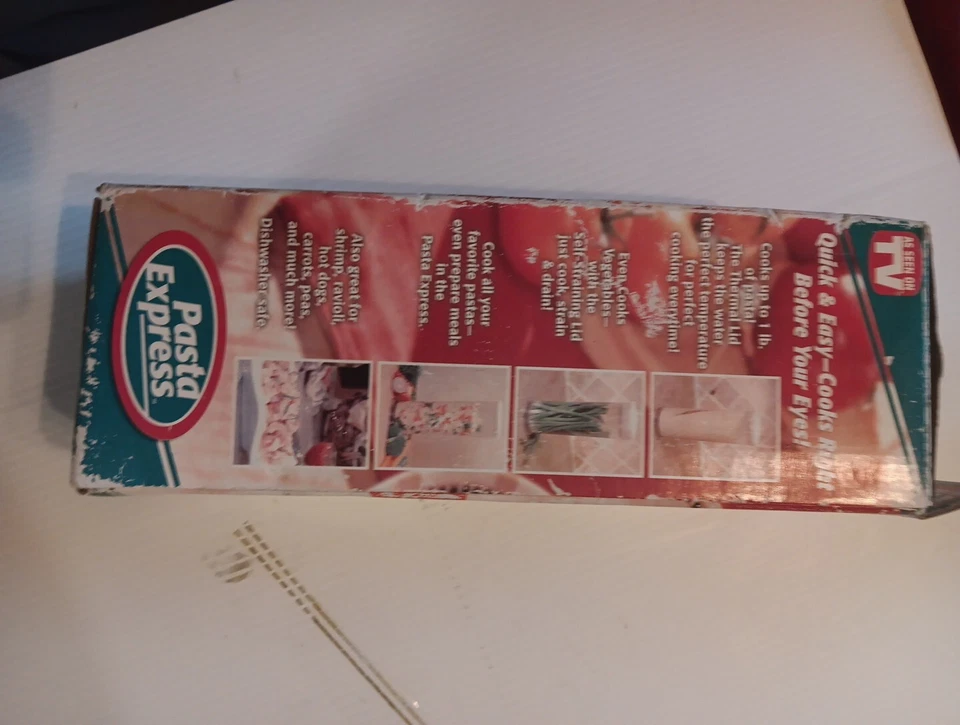 AS SEEN ON
TV
Quick & Easy–Cooks Right
Before Your Eyes!
Cooks up to 1 lb.
of pasta!
The Thermal Lid
keeps the water
the perfect temperature
for perfect
cooking everytime!
Even Cooks
Vegetables–
with the
Self-Straining Lid
just cook, strain
& drain!
Cook all your
favorite pastas–
even prepare meals
in the
Pasta Express.
Also great for
shrimp, ravioli,
hot dogs,
carrots, peas,
and much more!
Dishwasher safe
Pasta
Express